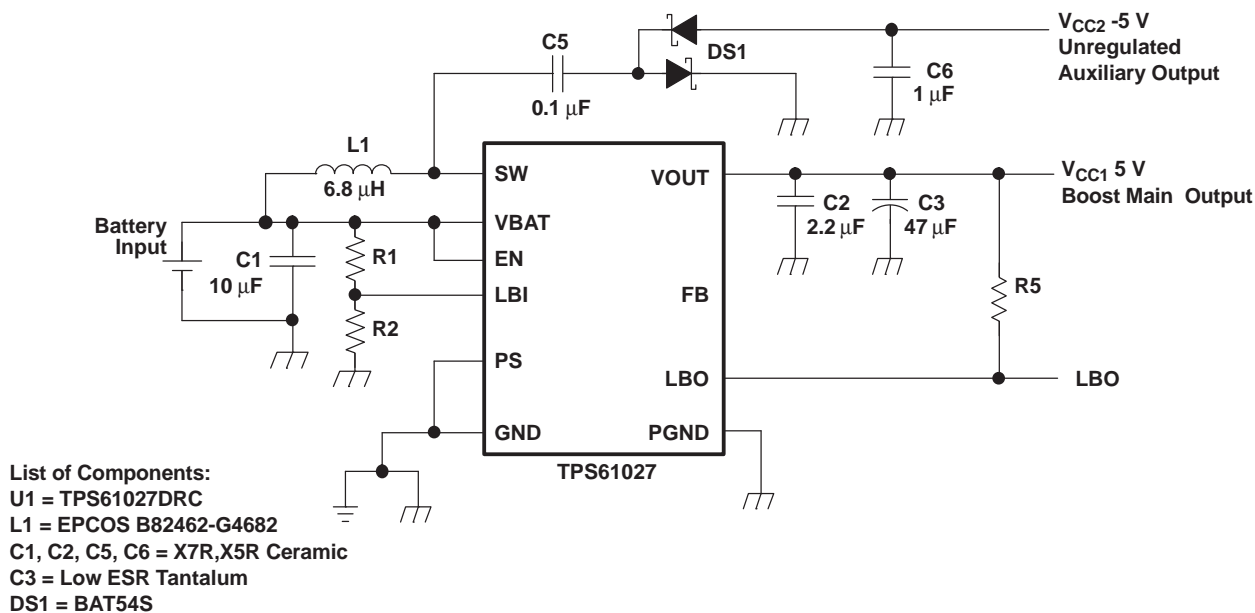 C5
0.1 μF
DS1
C6
1 μF
VCC2 -5 V
Unregulated
Auxiliary Output
L1
6.8 μH
SW
VOUT
C2
2.2 μF
C3
47 μF
VCC1 5 V
Boost Main Output
Battery
Input
C1
10 μF
R1
R2
VBAT
EN
LBI
FB
R5
PS
LBO
LBO
GND
PGND
TPS61027
List of Components:
U1 = TPS61027DRC
L1 = EPCOS B82462-G4682
C1, C2, C5, C6 = X7R,X5R Ceramic
C3 = Low ESR Tantalum
DS1 = BAT54S